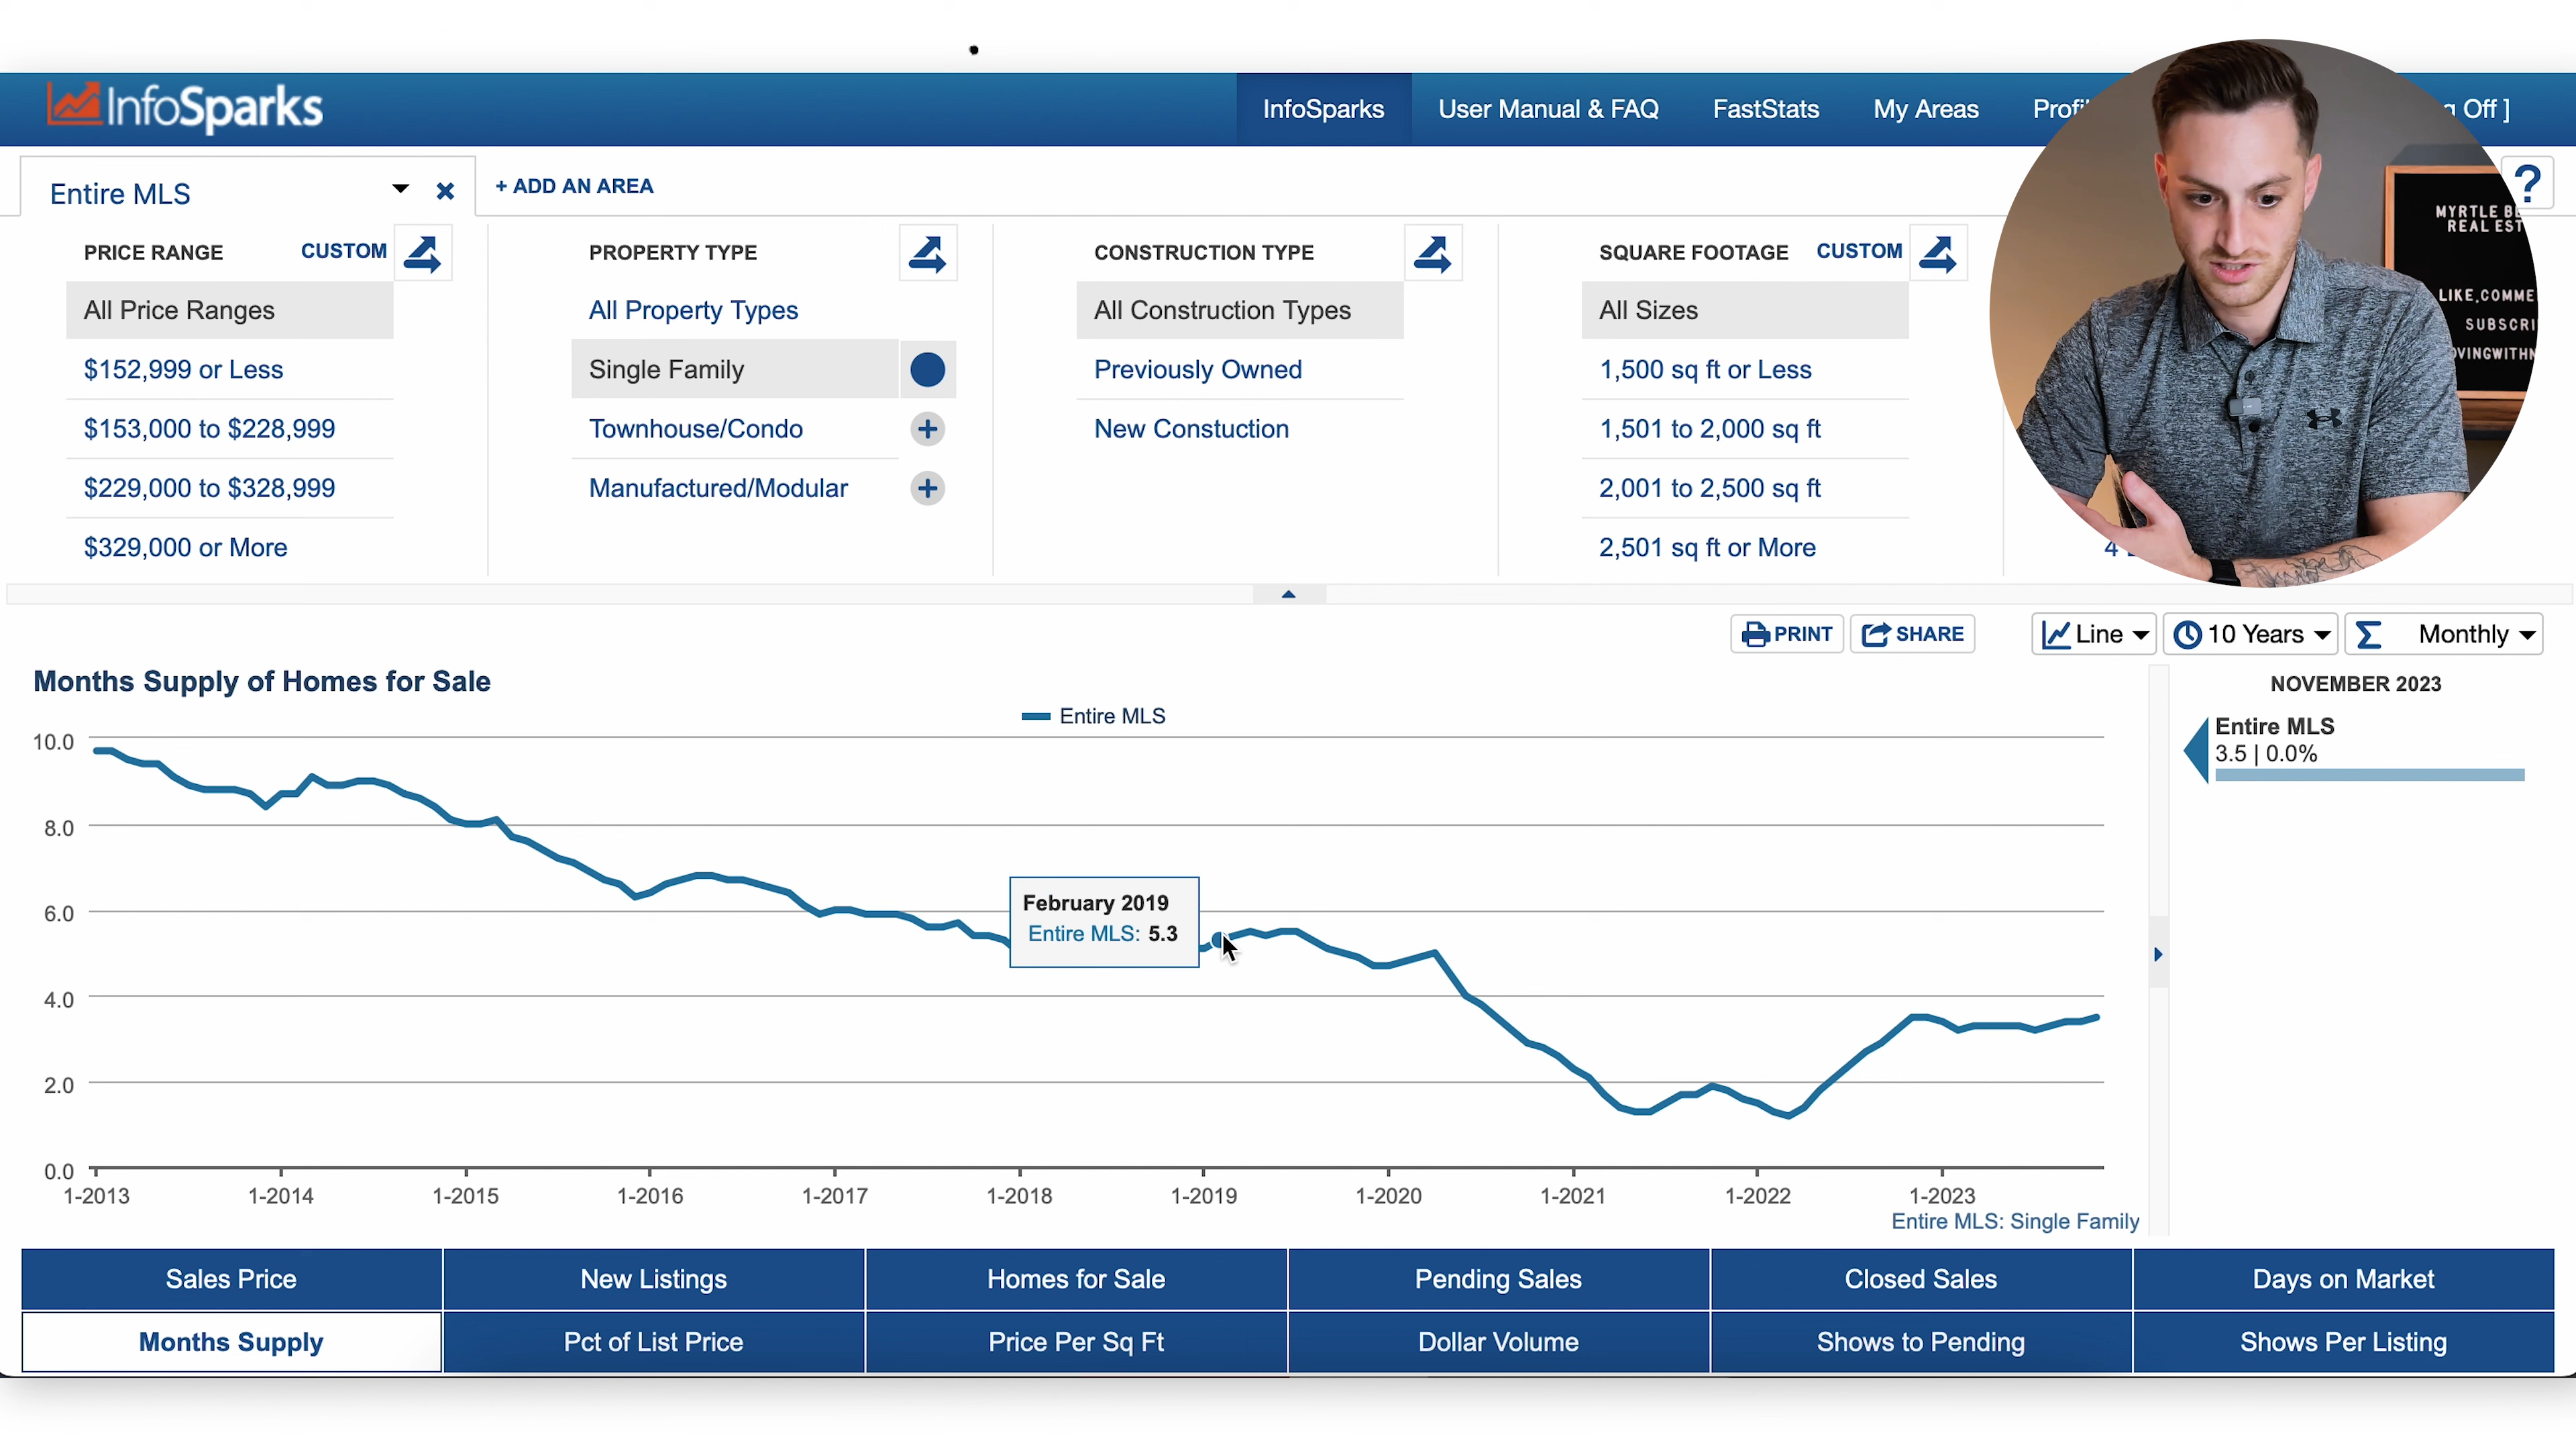 InfoSparks
InfoSparks
User Manual & FAQ
FastStats
My Areas
Off ]
Entire MLS
+ ADD AN AREA
?
PRICE RANGE
CUSTOM
All Price Ranges
$152,999 or Less
$153,000 to $228,999
$229,000 to $328,999
$329,000 or More
PROPERTY TYPE
All Property Types
Single Family
Townhouse/Condo
Manufactured/Modular
CONSTRUCTION TYPE
All Construction Types
Previously Owned
New Constuction
SQUARE FOOTAGE
CUSTOM
All Sizes
1,500 sq ft or Less
1,501 to 2,000 sq ft
2,001 to 2,500 sq ft
2,501 sq ft or More
4
MYRTLE
REAL
LIKE,
PRINT
SHARE
Line
10 Years
Monthly
Months Supply of Homes for Sale
Entire MLS
NOVEMBER 2023
Entire MLS
3.5 | 0.0%
10.0
8.0
6.0
4.0
2.0
0.0
February 2019
Entire MLS: 5.3
1-2013
1-2014
1-2015
1-2016
1-2017
1-2018
1-2019
1-2020
1-2021
1-2022
1-2023
Entire MLS: Single Family
Sales Price
New Listings
Homes for Sale
Pending Sales
Closed Sales
Days on Market
Months Supply
Pct of List Price
Price Per Sq Ft
Dollar Volume
Shows to Pending
Shows Per Listing